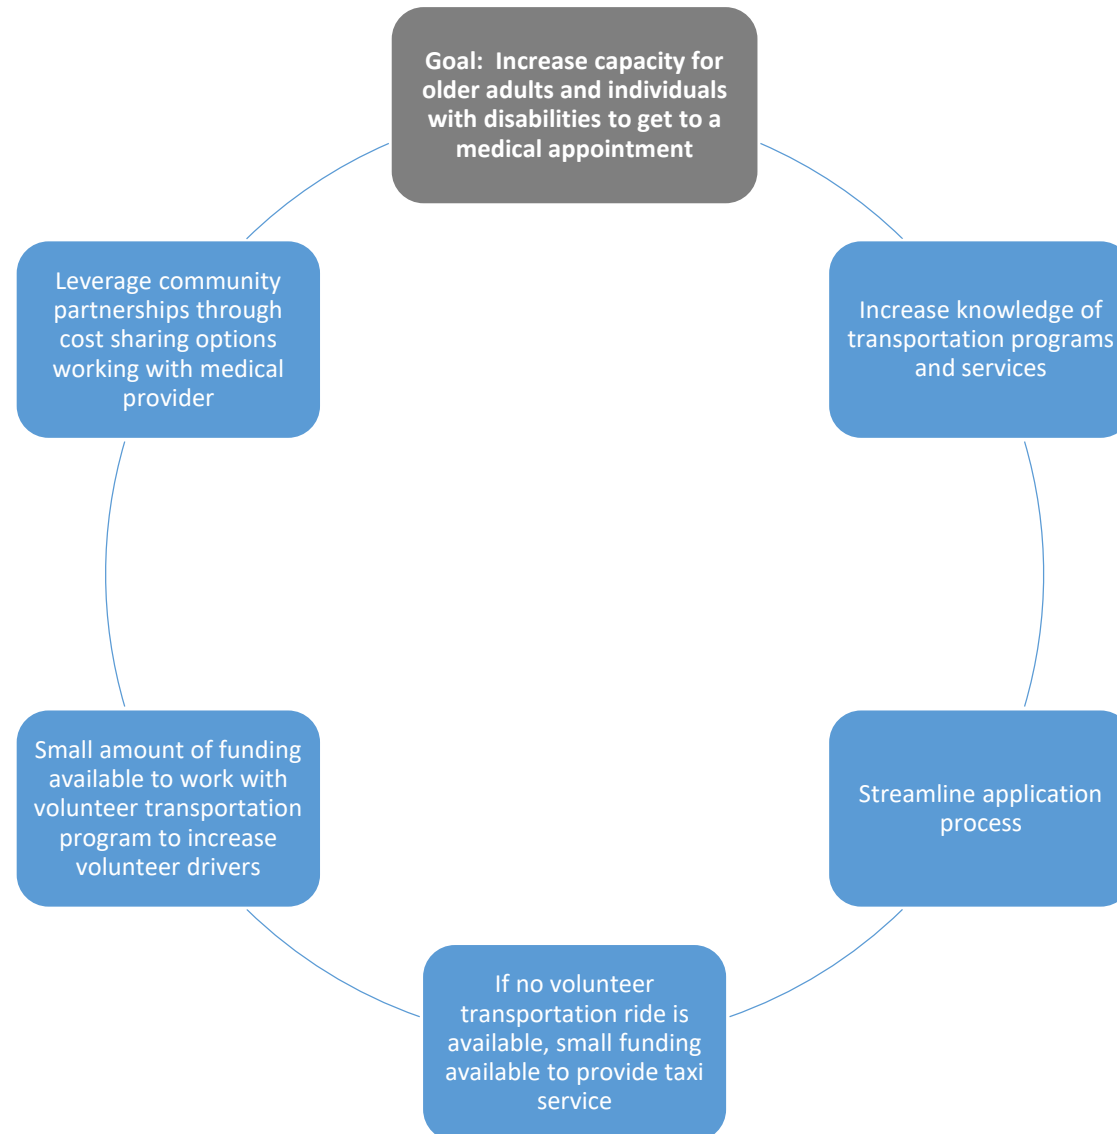 Goal:  Increase capacity for
older adults and individuals
with disabilities to get to a
medical appointment
Increase knowledge of
transportation programs
and services
Streamline application
process
If no volunteer
transportation ride is
available, small funding
available to provide taxi
service
Small amount of funding
available to work with
volunteer transportation
program to increase
volunteer drivers
Leverage community
partnerships through
cost sharing options
working with medical
provider